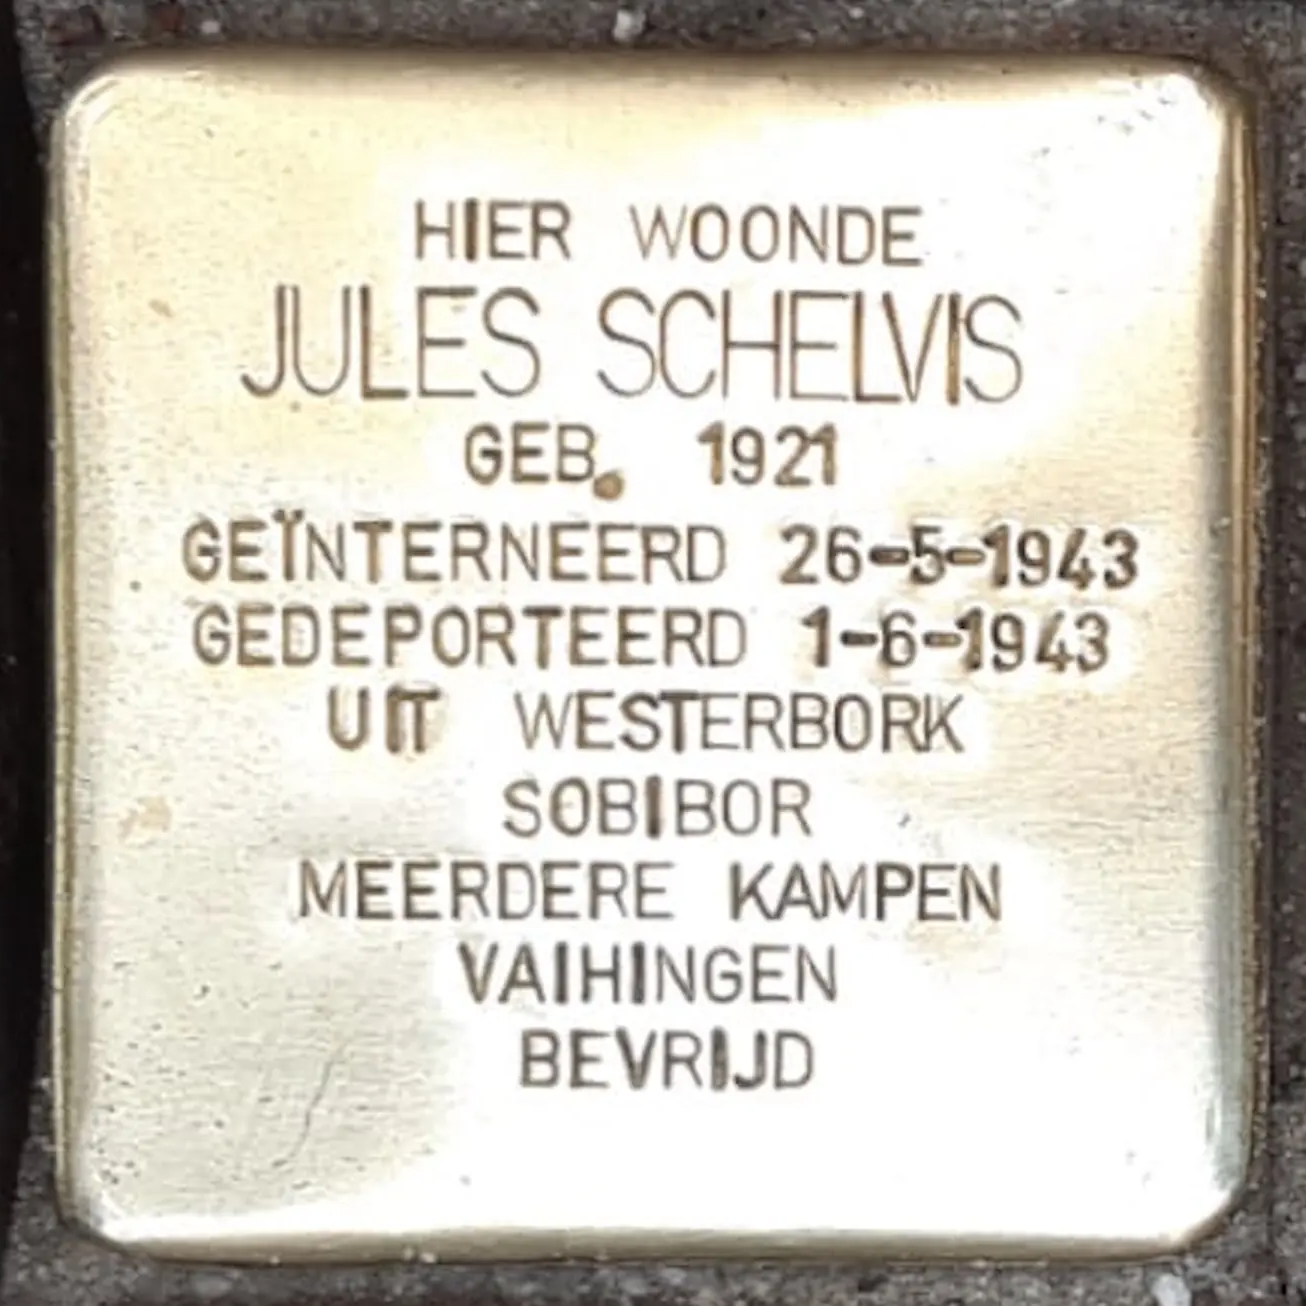 HIER WOONDE
JULES SCHELVIS
GEB. 1921
GEÏNTERNEERD 26-5-1943
GEDEPORTEERD 1-6-1943
UIT WESTERBORK
SOBIBOR
MEERDERE KAMPEN
VAIHINGEN
BEVRIJD